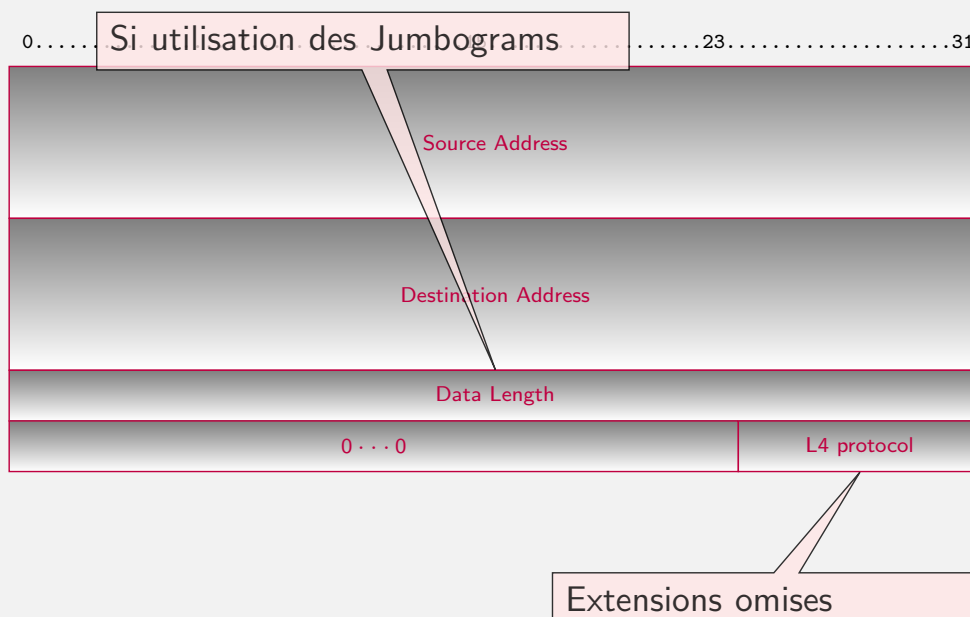 Si utilisation des Jumbograms
0.......................23.................31
Source Address
Destination Address
Data Length
0 · · · 0 L4 protocol
Extensions omises